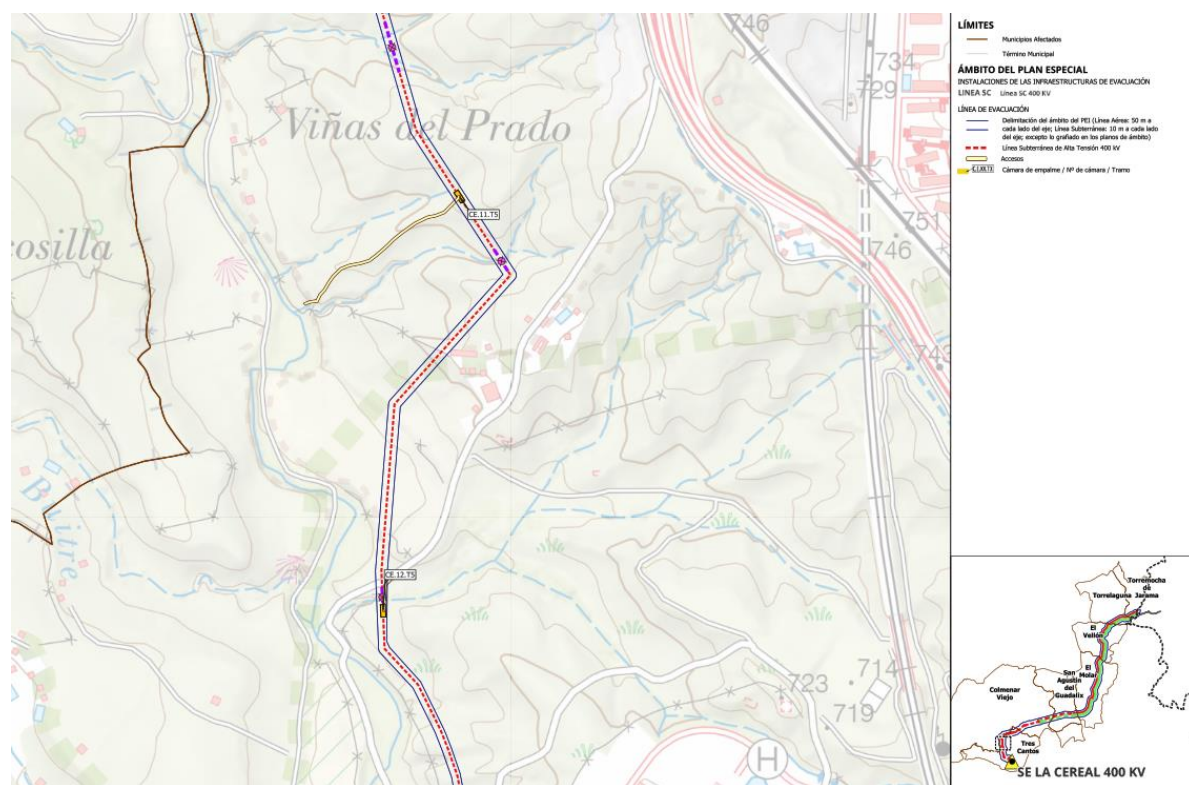 746
734
729
Viñas del Prado
CE.11.T5
751
746
cosilla
743
Bitre
CE.12.T5
714
723
719
H
LÍMITES
Municipios Afectados
Término Municipal
ÁMBITO DEL PLAN ESPECIAL
INSTALACIONES DE LAS INFRAESTRUCTURAS DE EVACUACIÓN
LINEA SC Línea SC 400 KV
LÍNEA DE EVACUACIÓN
Delimitación del ámbito del PEI (Línea Aérea: 50 m a
cada lado del eje; Línea Subterránea: 10 m a cada lado
del eje; excepto lo grafiado en los planos de ámbito)
Línea Subterránea de Alta Tensión 400 kV
Accesos
Cámara de empalme / Nº de cámara / Tramo
Torremocha
de
Jarama
Torrelaguna
El
Vellón
El
Molar
San
Agustín
del
Guadalix
Colmenar
Viejo
Tres
Cantos
SE LA CEREAL 400 KV